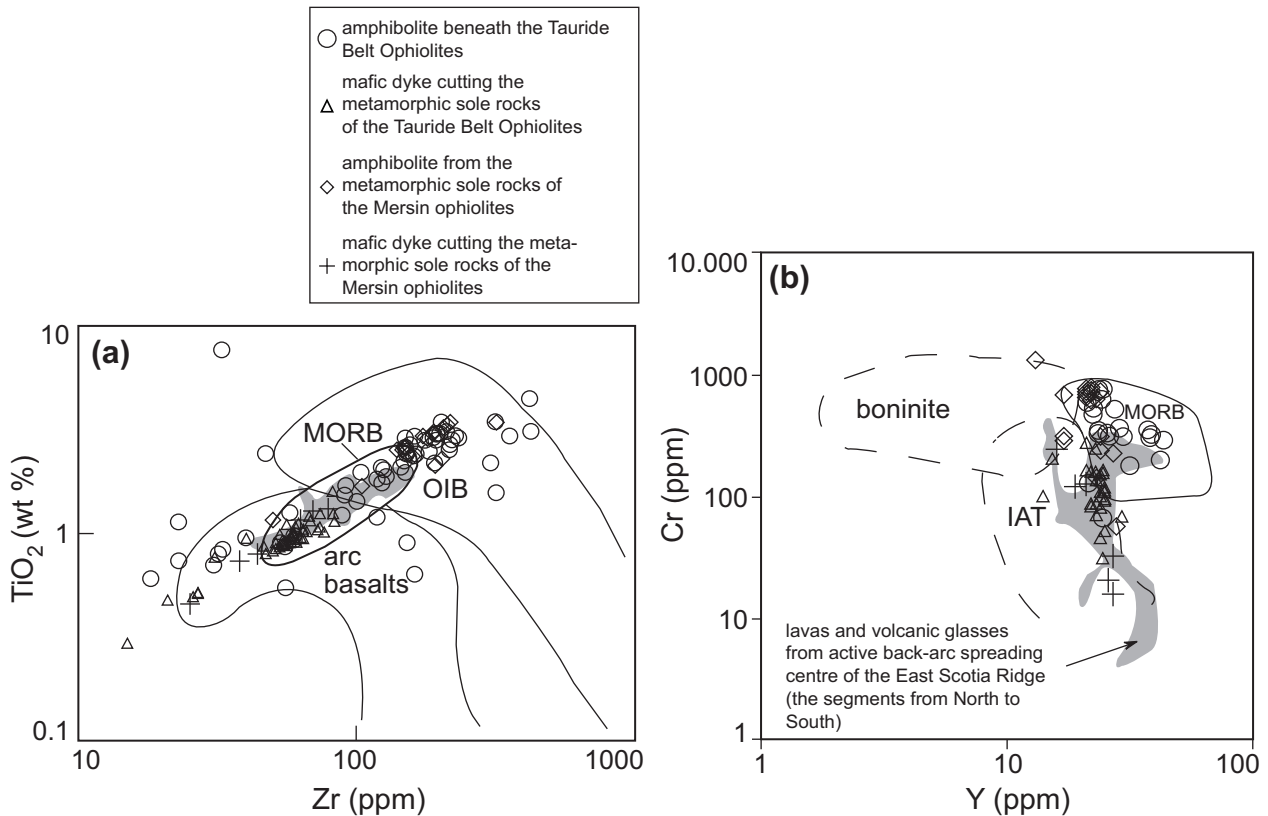 amphibolite beneath the Tauride
Belt Ophiolites
mafic dyke cutting the
metamorphic sole rocks
of the Tauride Belt Ophiolites
amphibolite from the
metamorphic sole rocks of
the Mersin ophiolites
mafic dyke cutting the meta-
morphic sole rocks of the
Mersin ophiolites
(a)
10
1
0.1
TiO₂ (wt %)
MORB
OIB
arc
basalts
10
100
1000
Zr (ppm)
(b)
10.000
1000
100
10
1
Cr (ppm)
boninite
MORB
IAT
lavas and volcanic glasses
from active back-arc spreading
centre of the East Scotia Ridge
(the segments from North to
South)
1
10
100
Y (ppm)